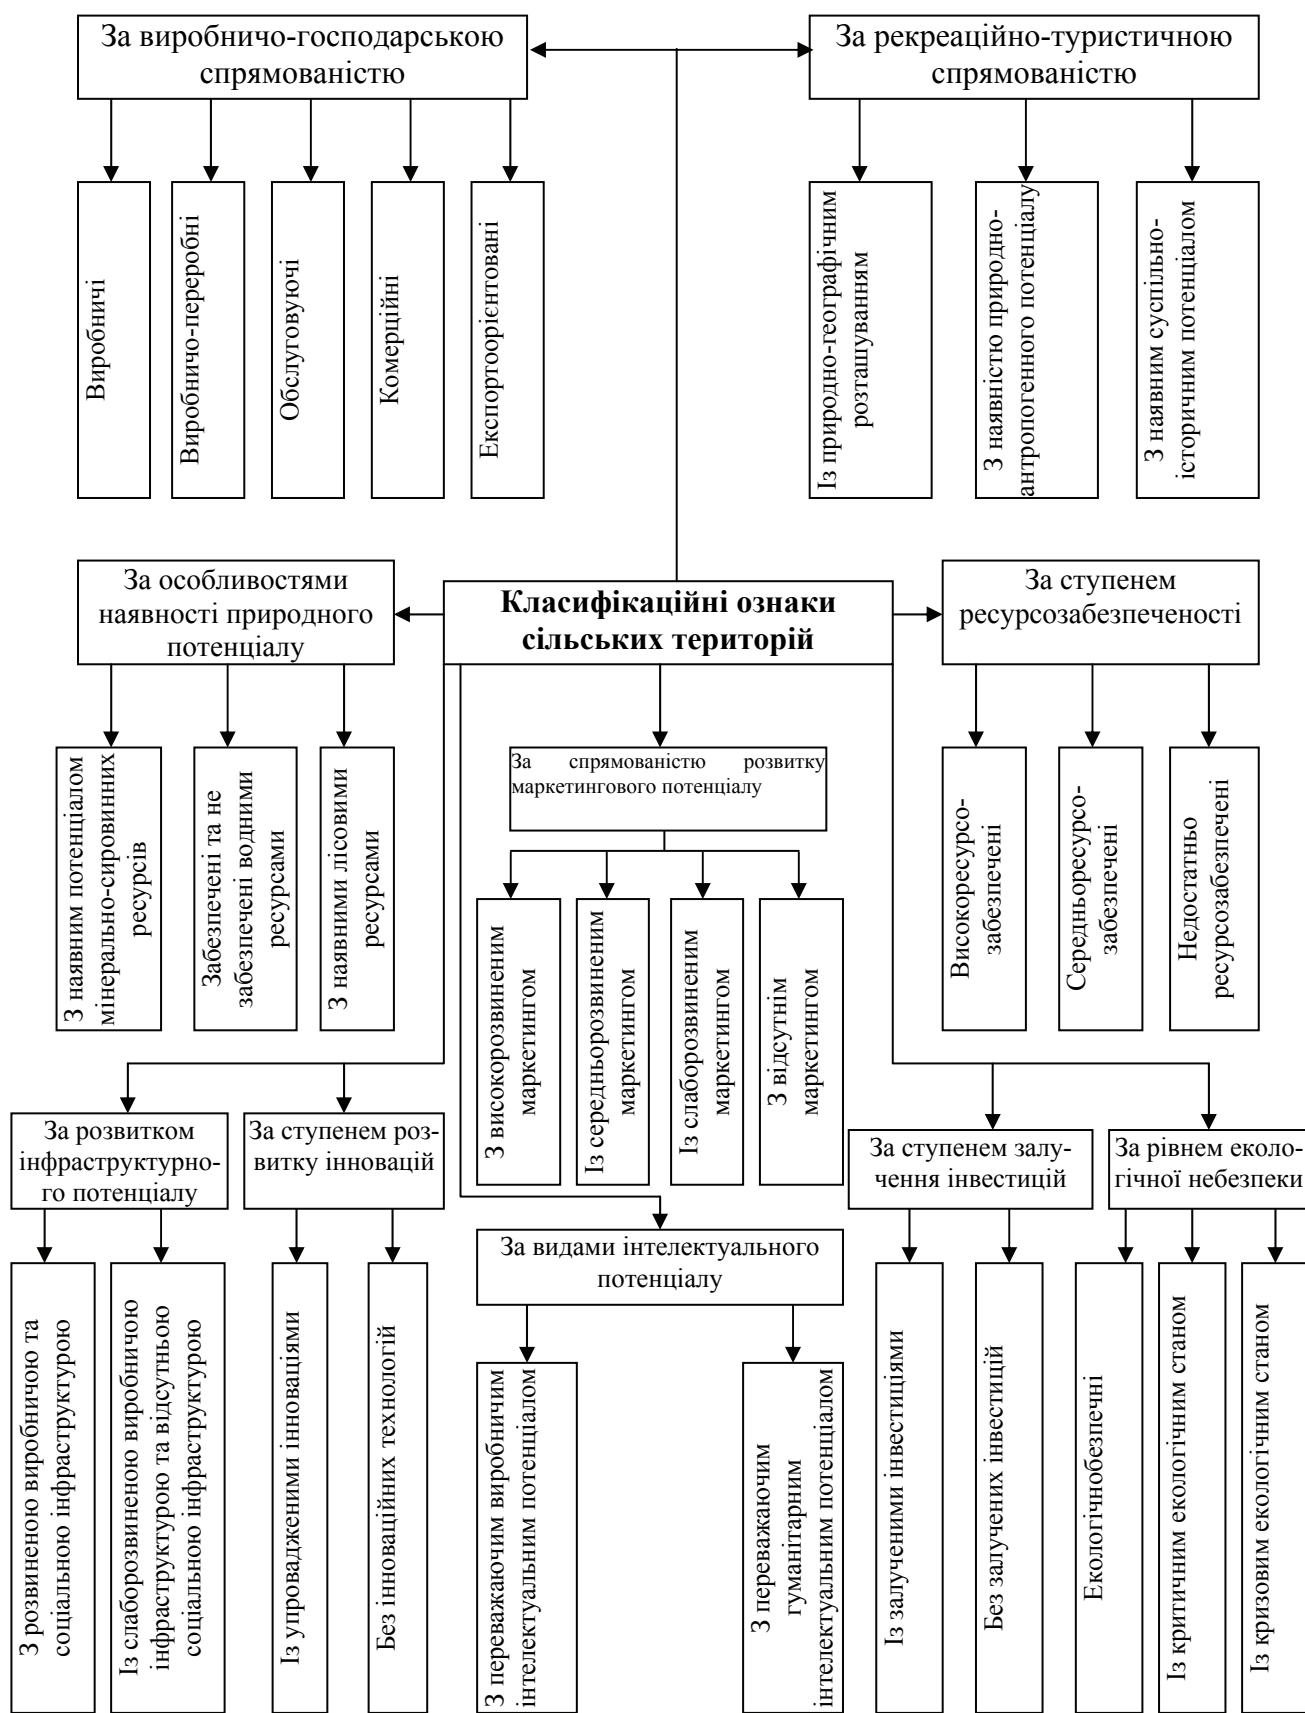 За виробничо-господарською
спрямованістю
За рекреаційно-туристичною
спрямованістю
Виробничі
Виробничо-переробні
Обслуговуючі
Комерційні
Експортоорієнтовані
Із природно-географічним
розташуванням
З наявністю природно-
антропогенного потенціалу
З наявним суспільно-
історичним потенціалом
За особливостями
наявності природного
потенціалу
Класифікаційні ознаки
сільських територій
За ступенем
ресурсозабезпеченості
З наявним потенціалом
мінерально-сировинних
ресурсів
Забезпечені та не
забезпечені водними
ресурсами
З наявними лісовими
ресурсами
За спрямованістю розвитку
маркетингового потенціалу
Високоресурсо-
забезпечені
Середньоресурсо-
забезпечені
Недостатньо
ресурсозабезпечені
З високорозвиненим
маркетингом
Із середньорозвиненим
маркетингом
Із слаборозвиненим
маркетингом
З відсутнім
маркетингом
За розвитком
інфраструктурно-
го потенціалу
За ступенем роз-
витку інновацій
За ступенем залу-
чення інвестицій
За рівнем еколо-
гічної небезпеки
За видами інтелектуального
потенціалу
З розвиненою виробничою та
соціальною інфраструктурою
Із слаборозвиненою виробничою
інфраструктурою та відсутньою
соціальною інфраструктурою
Із упровадженими інноваціями
Без інноваційних технологій
З переважаючим виробничим
інтелектуальним потенціалом
З переважаючим
гуманітарним
інтелектуальним потенціалом
Із залученими інвестиціями
Без залучених інвестицій
Екологічнобезпечні
Із критичним екологічним станом
Із кризовим екологічним станом